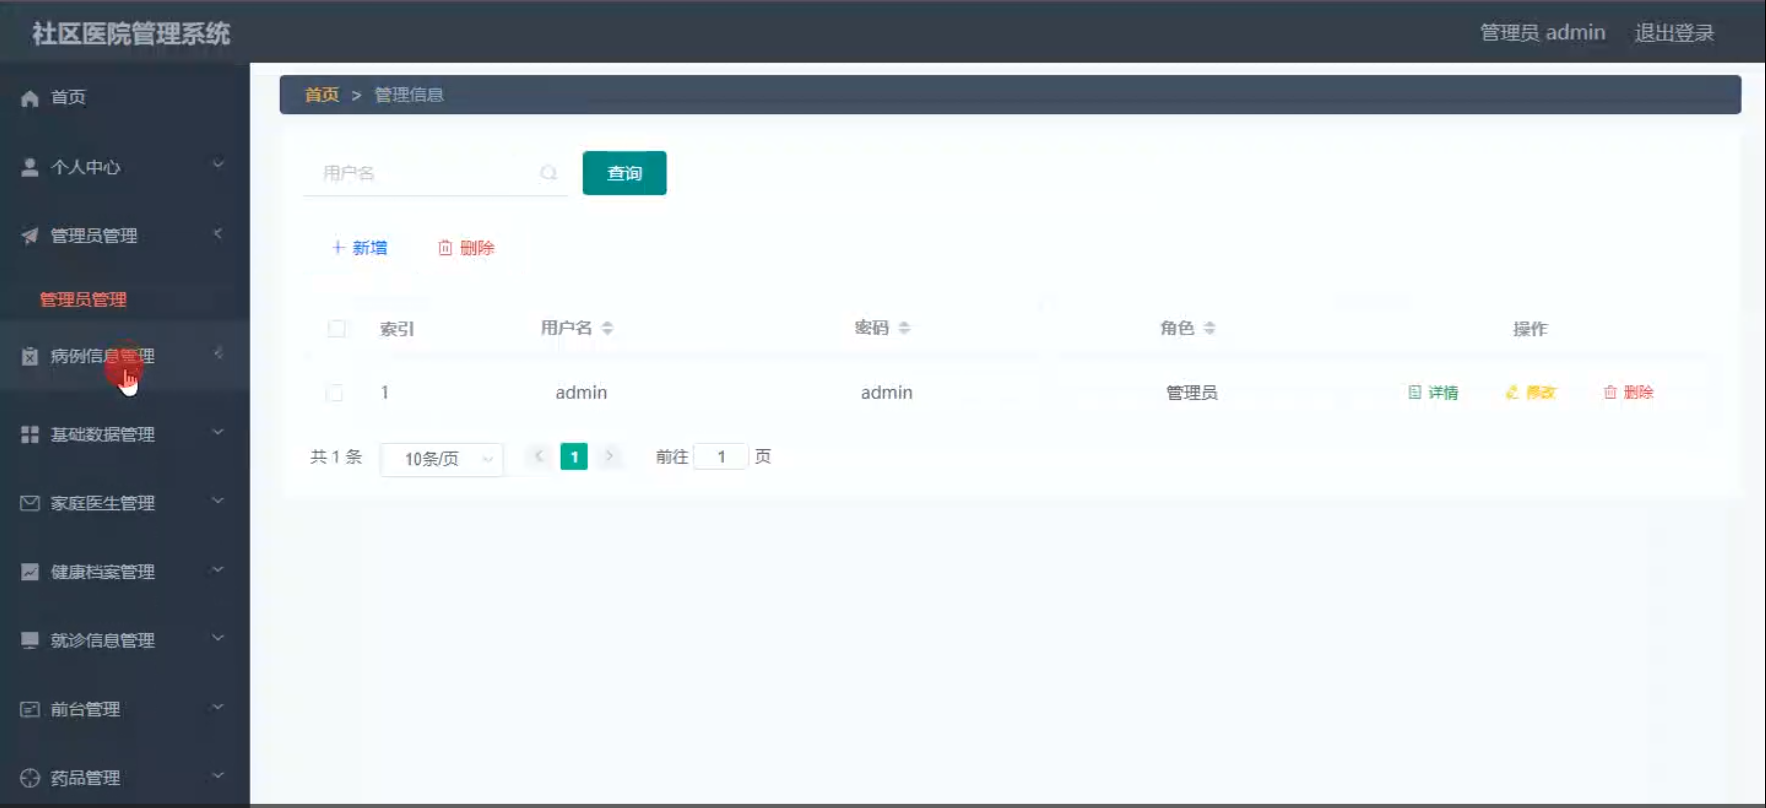 社区医院管理系统
管理员 admin 退出登录
首页
个人中心
管理员管理
管理员管理
病例信息管理
基础数据管理
家庭医生管理
健康档案管理
就诊信息管理
前台管理
药品管理
首页 > 管理信息
用户名 查询
新增 删除
索引 用户名 密码 角色 操作
1 admin admin 管理员 详情 修改 删除
共 1 条 10条/页 1 前往 1 页